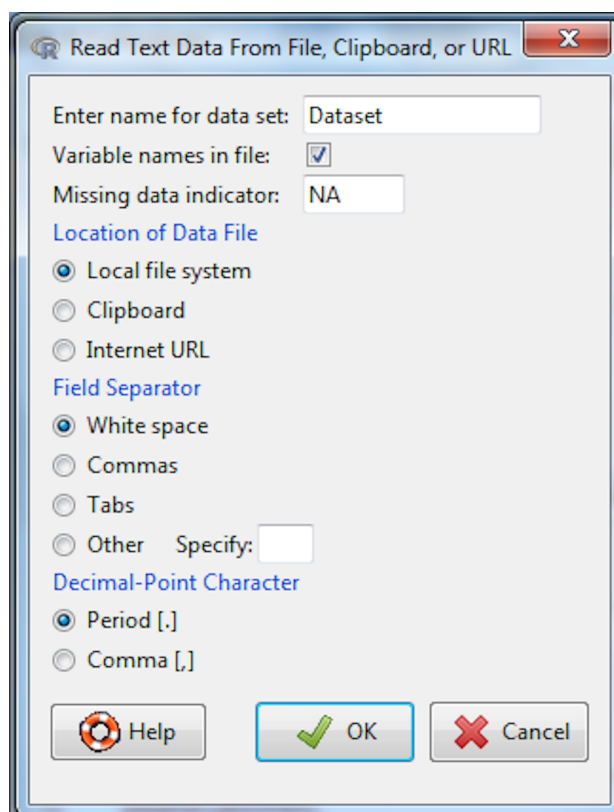 Read Text Data From File, Clipboard, or URL
Enter name for data set: Dataset
Variable names in file:
Missing data indicator: NA
Location of Data File
Local file system
Clipboard
Internet URL
Field Separator
White space
Commas
Tabs
Other Specify:
Decimal-Point Character
Period [.]
Comma [,]
Help OK Cancel